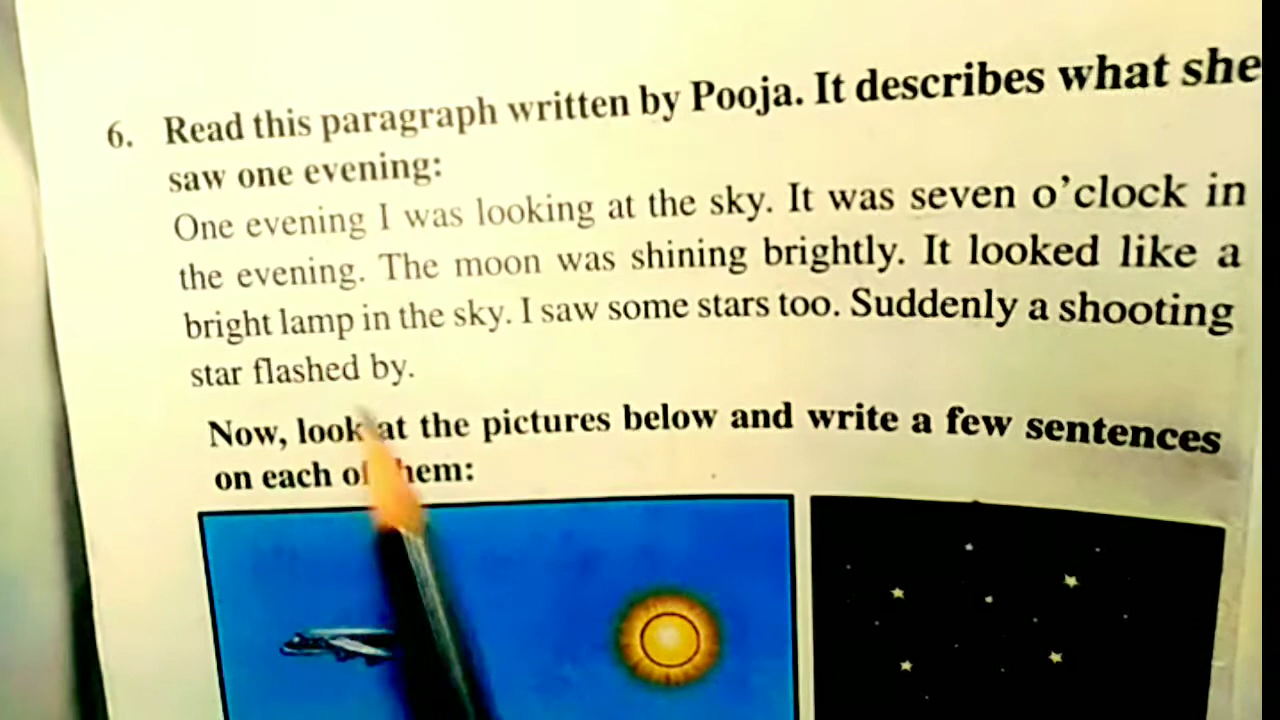 6. Read this paragraph written by Pooja. It describes what she
saw one evening:
One evening I was looking at the sky. It was seven o'clock in
the evening. The moon was shining brightly. It looked like a
bright lamp in the sky. I saw some stars too. Suddenly a shooting
star flashed by.
Now, look at the pictures below and write a few sentences
on each of them: